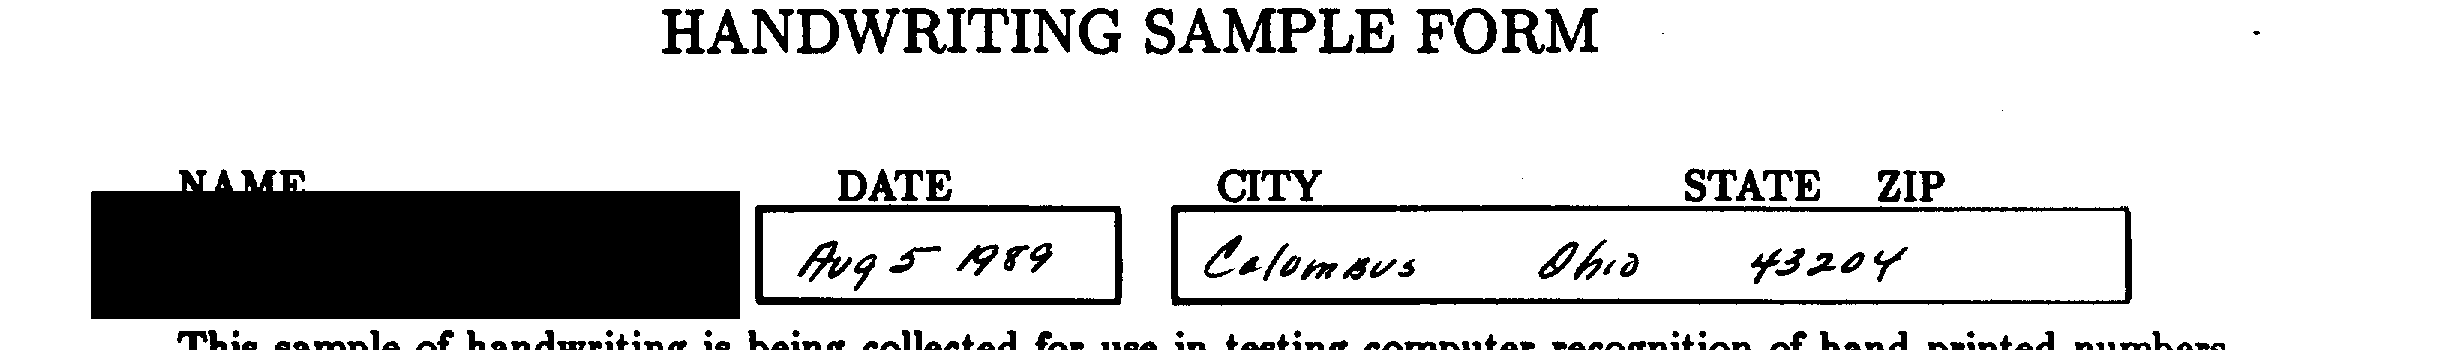 HANDWRITING SAMPLE FORM
NAME DATE CITY STATE ZIP
Aug 5 1989 Columbus Ohio 43204
This sample of handwriting is being collected for use in testing computer recognition of hand printed numbers